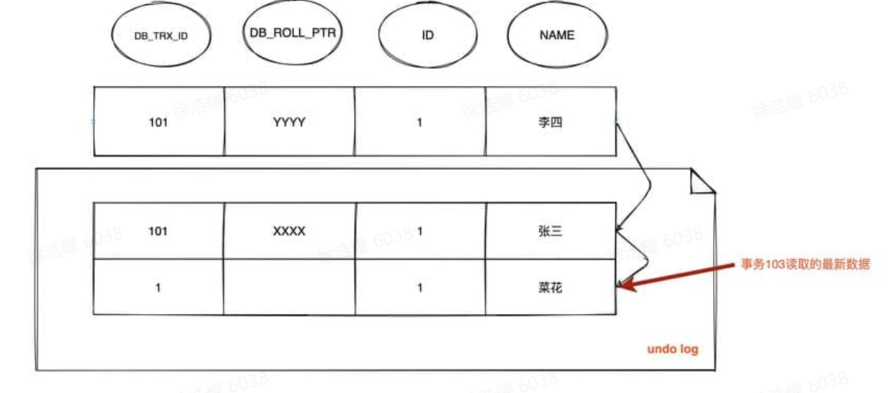 DB_TRX_ID DB_ROLL_PTR ID NAME
101 YYYY 1 李四
101 XXXX 1 张三
事务103读取的最新数据
1 1 菜花
undo log
徐浩耀 6038